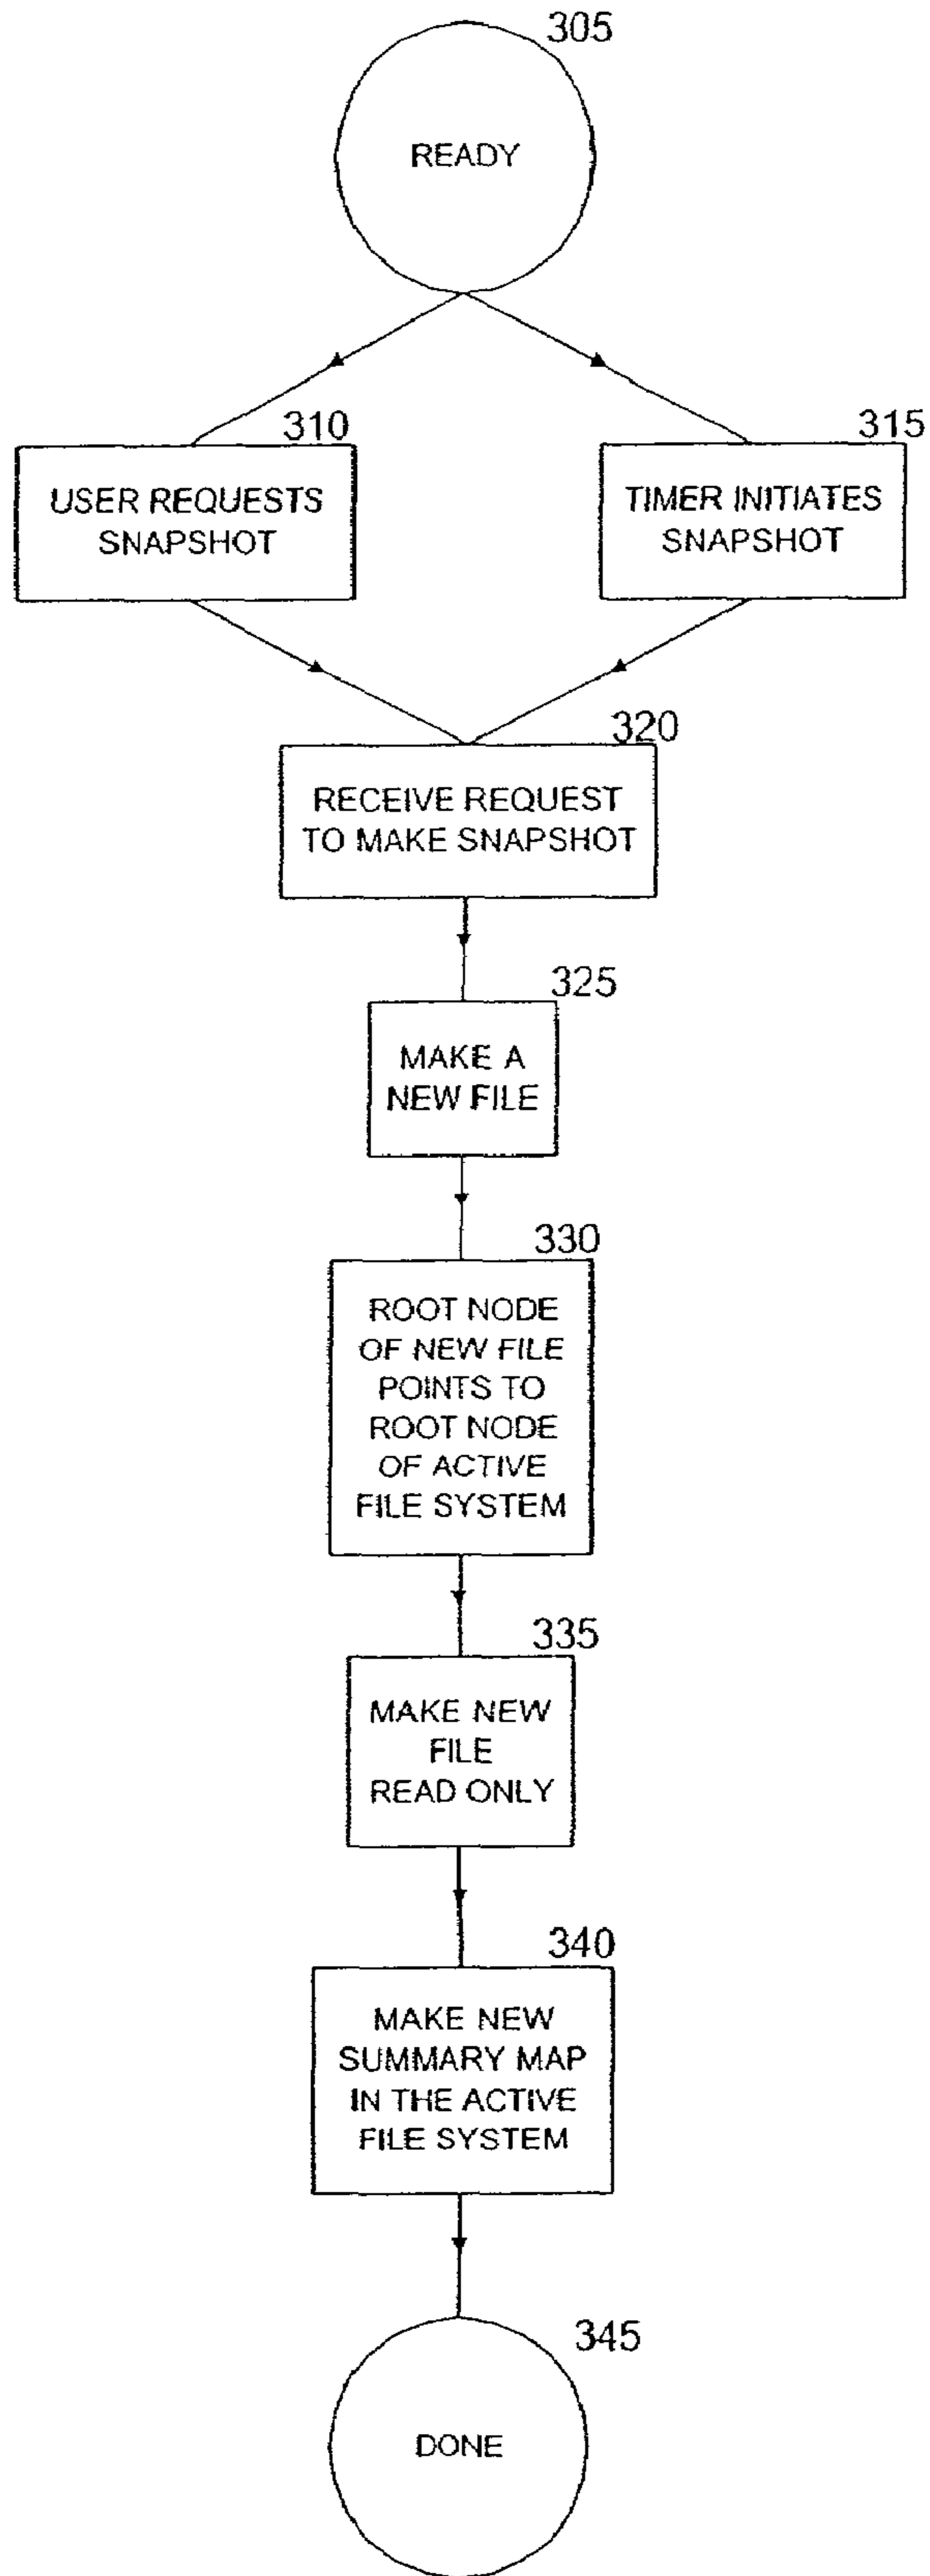 305
READY
310
USER REQUESTS
SNAPSHOT
315
TIMER INITIATES
SNAPSHOT
320
RECEIVE REQUEST
TO MAKE SNAPSHOT
325
MAKE A
NEW FILE
330
ROOT NODE
OF NEW FILE
POINTS TO
ROOT NODE
OF ACTIVE
FILE SYSTEM
335
MAKE NEW
FILE
READ ONLY
340
MAKE NEW
SUMMARY MAP
IN THE ACTIVE
FILE SYSTEM
345
DONE